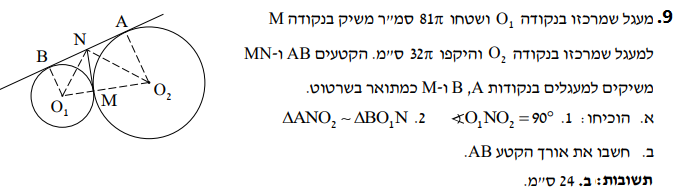 9. מעגל שמרכזו בנקודה O₁ ושטחו 81π סמ״ר משיק בנקודה M
למעגל שמרכזו בנקודה O₂ והיקפו 32π ס״מ. הקטעים AB ו-MN
משיקים למעגלים בנקודות A, B ו-M כמתואר בשרטוט.
א. הוכיחו: 1. ∢O₁NO₂ = 90° 2. ΔANO₂ ~ ΔBO₁N
ב. חשבו את אורך הקטע AB.
תשובות: ב. 24 ס״מ.
A
N
B
M
O₁
O₂